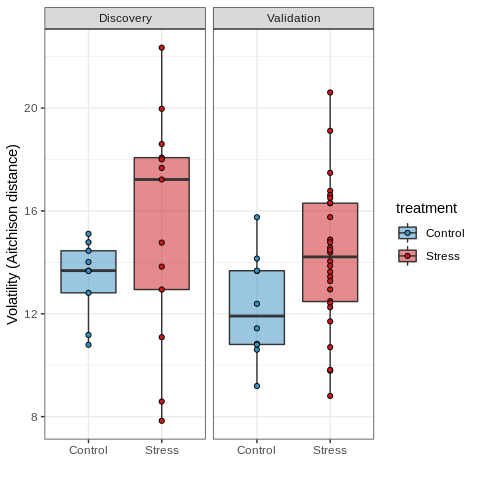 Discovery Validation
Volatility (Aitchison distance)
20
16
12
8
Control Stress Control Stress
treatment
Control
Stress